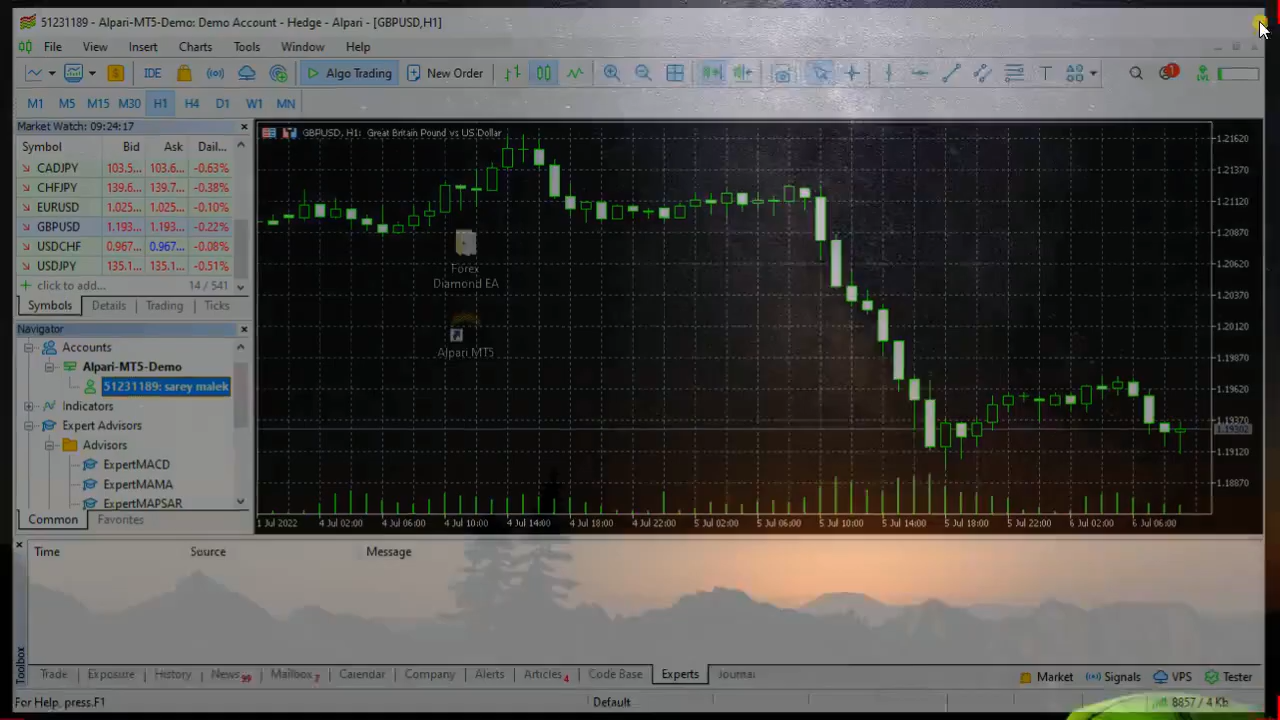 51231189 - Alpari-MT5-Demo: Demo Account - Hedge - Alpari - [GBPUSD,H1]
File View Insert Charts Tools Window Help
IDE Algo Trading New Order 1 LVL
M1 M5 M15 M30 H1 H4 D1 W1 MN
Market Watch: 09:24:17
Symbol Bid Ask Dail...
CADJPY 103.5... 103.6... -0.63%
CHFJPY 139.6... 139.7... -0.38%
EURUSD 1.025... 1.025... -0.10%
GBPUSD 1.193... 1.193... -0.22%
USDCHF 0.967... 0.967... -0.08%
USDJPY 135.1... 135.1... -0.51%
click to add... 14 / 541
Symbols Details Trading Ticks
Navigator
Accounts
Alpari-MT5-Demo
51231189: sarey malek
Indicators
Expert Advisors
Advisors
ExpertMACD
ExpertMAMA
ExpertMAPSAR
Common Favorites
GBPUSD, H1: Great Britain Pound vs US Dollar
Forex
Diamond EA
Alpari MT5
1.21620
1.21370
1.21120
1.20870
1.20620
1.20370
1.20120
1.19870
1.19620
1.19370
1.19302
1.19120
1.18870
1 Jul 2022 4 Jul 02:00 4 Jul 06:00 4 Jul 10:00 4 Jul 14:00 4 Jul 18:00 4 Jul 22:00 5 Jul 02:00 5 Jul 06:00 5 Jul 10:00 5 Jul 14:00 5 Jul 18:00 5 Jul 22:00 6 Jul 02:00 6 Jul 06:00
Time Source Message
Toolbox
Trade Exposure History News 99 Mailbox 7 Calendar Company Alerts Articles 4 Code Base Experts Journal
Market Signals VPS Tester
For Help, press F1 Default 8857 / 4 Kb